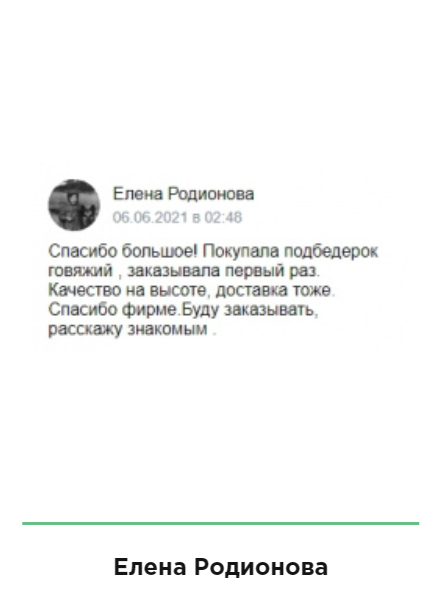 Елена Родионова
06.06.2021 в 02:48
Спасибо большое! Покупала подбедерок
говяжий , заказывала первый раз.
Качество на высоте, доставка тоже.
Спасибо фирме.Буду заказывать,
расскажу знакомым .
Елена Родионова